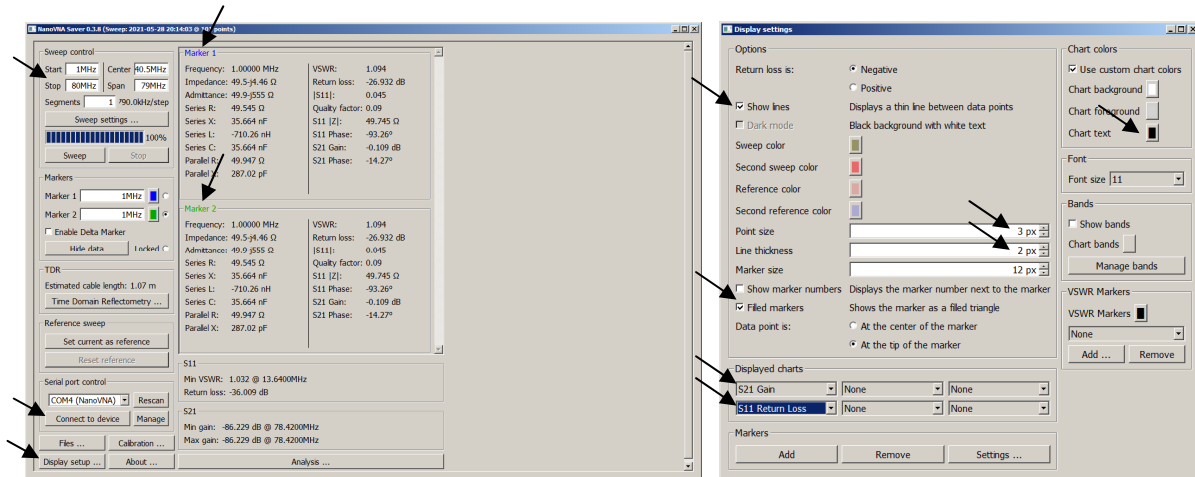 NanoVNA Saver 0.3.8 (Sweep: 2021-05-28 20:14:03 @ 101 points)
Sweep control
Start 1MHz Center 40.5MHz
Stop 80MHz Span 79MHz
Segments 1 790.0kHz/step
Sweep settings ...
100%
Sweep Stop
Markers
Marker 1 1MHz
Marker 2 1MHz
Enable Delta Marker
Hide data Locked
TDR
Estimated cable length: 1.07 m
Time Domain Reflectometry ...
Reference sweep
Set current as reference
Reset reference
Serial port control
COM4 (NanoVNA) Rescan
Connect to device Manage
Files ... Calibration ...
Display setup ... About ...
Marker 1
Frequency: 1.00000 MHz VSWR: 1.094
Impedance: 49.5-j4.46 Ω Return loss: -26.932 dB
Admittance: 49.9-j555 Ω |S11|: 0.045
Series R: 49.545 Ω Quality factor: 0.09
Series X: 35.664 nF S11 |Z|: 49.745 Ω
Series L: -710.26 nH S11 Phase: -93.26°
Series C: 35.664 nF S21 Gain: -0.109 dB
Parallel R: 49.947 Ω S21 Phase: -14.27°
Parallel X: 287.02 pF
Marker 2
Frequency: 1.00000 MHz VSWR: 1.094
Impedance: 49.5-j4.46 Ω Return loss: -26.932 dB
Admittance: 49.9-j555 Ω |S11|: 0.045
Series R: 49.545 Ω Quality factor: 0.09
Series X: 35.664 nF S11 |Z|: 49.745 Ω
Series L: -710.26 nH S11 Phase: -93.26°
Series C: 35.664 nF S21 Gain: -0.109 dB
Parallel R: 49.947 Ω S21 Phase: -14.27°
Parallel X: 287.02 pF
S11
Min VSWR: 1.032 @ 13.6400MHz
Return loss: -36.009 dB
S21
Min gain: -86.229 dB @ 78.4200MHz
Max gain: -86.229 dB @ 78.4200MHz
Analysis ...
Display settings
Options
Return loss is: Negative
Positive
Show lines Displays a thin line between data points
Dark mode Black background with white text
Sweep color
Second sweep color
Reference color
Second reference color
Point size 3 px
Line thickness 2 px
Marker size 12 px
Show marker numbers Displays the marker number next to the marker
Filled markers Shows the marker as a filled triangle
Data point is: At the center of the marker
At the tip of the marker
Displayed charts
S21 Gain None None
S11 Return Loss None None
Markers
Add Remove Settings ...
Chart colors
Use custom chart colors
Chart background
Chart foreground
Chart text
Font
Font size 11
Bands
Show bands
Chart bands
Manage bands
VSWR Markers
VSWR Markers
None
Add ... Remove